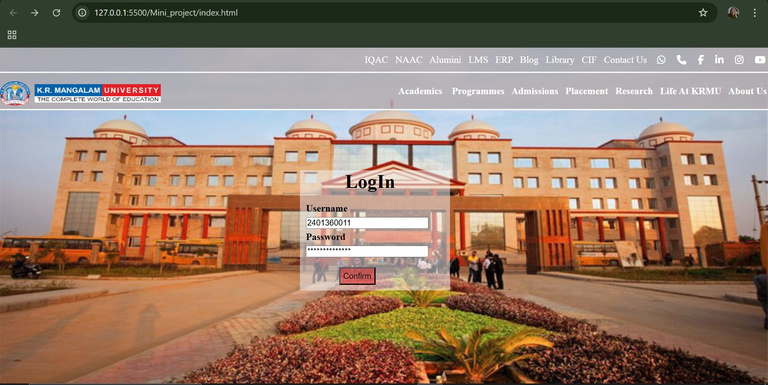 127.0.0.1:5500/Mini_project/index.html
IQAC NAAC Alumini LMS ERP Blog Library CIF Contact Us
K.R. MANGALAM UNIVERSITY
THE COMPLETE WORLD OF EDUCATION
Academics Programmes Admissions Placement Research Life At KRMU About Us
LogIn
Username
2401360011
Password
Confirm